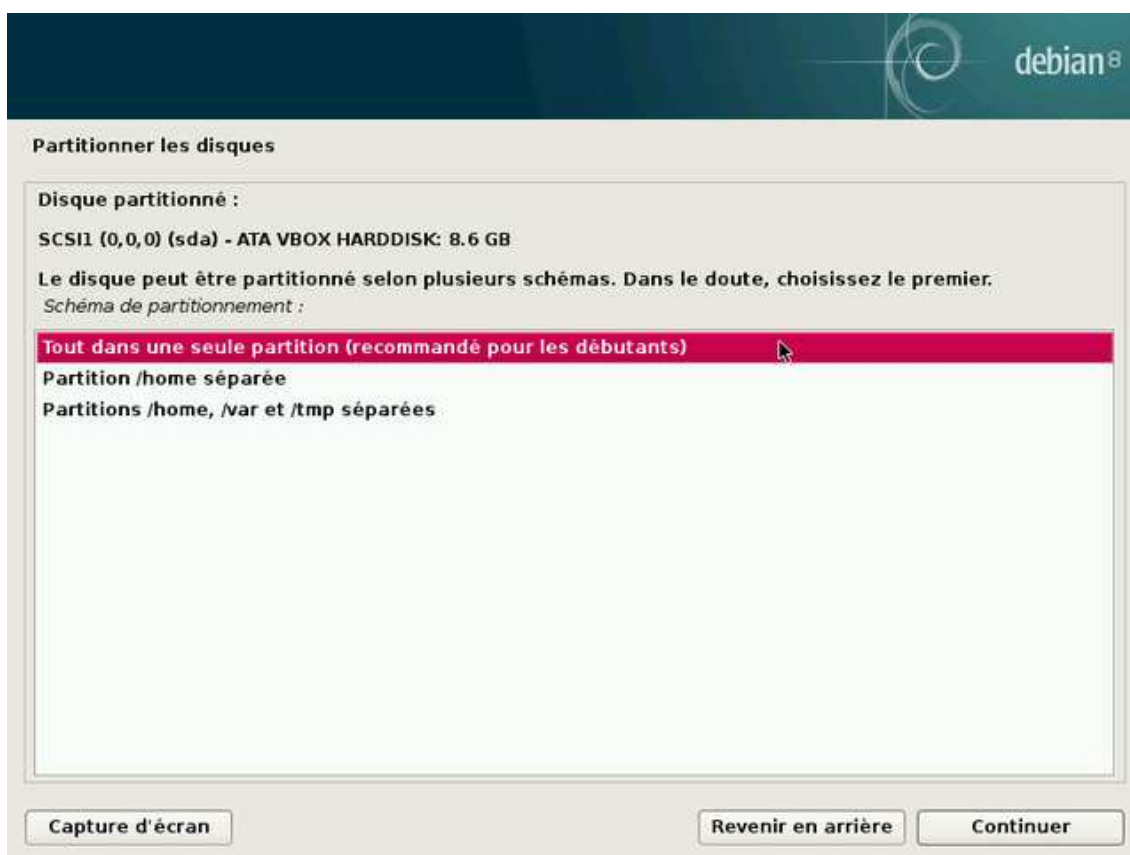 debian 8
Partitionner les disques
Disque partitionné :
SCSI1 (0,0,0) (sda) - ATA VBOX HARDDISK: 8.6 GB
Le disque peut être partitionné selon plusieurs schémas. Dans le doute, choisissez le premier.
Schéma de partitionnement :
Tout dans une seule partition (recommandé pour les débutants)
Partition /home séparée
Partitions /home, /var et /tmp séparées
Capture d'écran
Revenir en arrière
Continuer